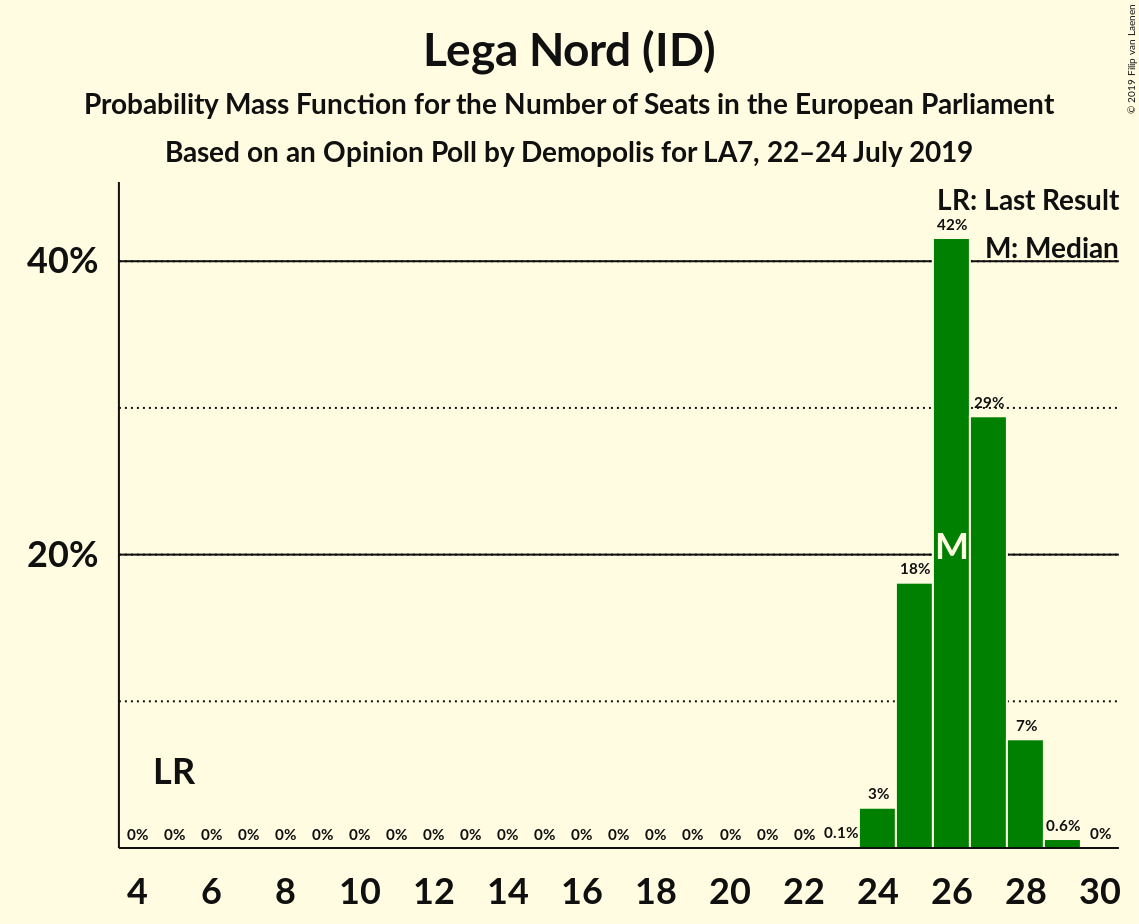 Lega Nord (ID)
Probability Mass Function for the Number of Seats in the European Parliament
Based on an Opinion Poll by Demopolis for LA7, 22–24 July 2019
© 2019 Filip van Laenen
LR: Last Result
M: Median
42%
40%
29%
20%
M
18%
7%
LR
3%
0% 0% 0% 0% 0% 0% 0% 0% 0% 0% 0% 0% 0% 0% 0% 0% 0% 0% 0% 0.1% 0.6% 0%
4 6 8 10 12 14 16 18 20 22 24 26 28 30